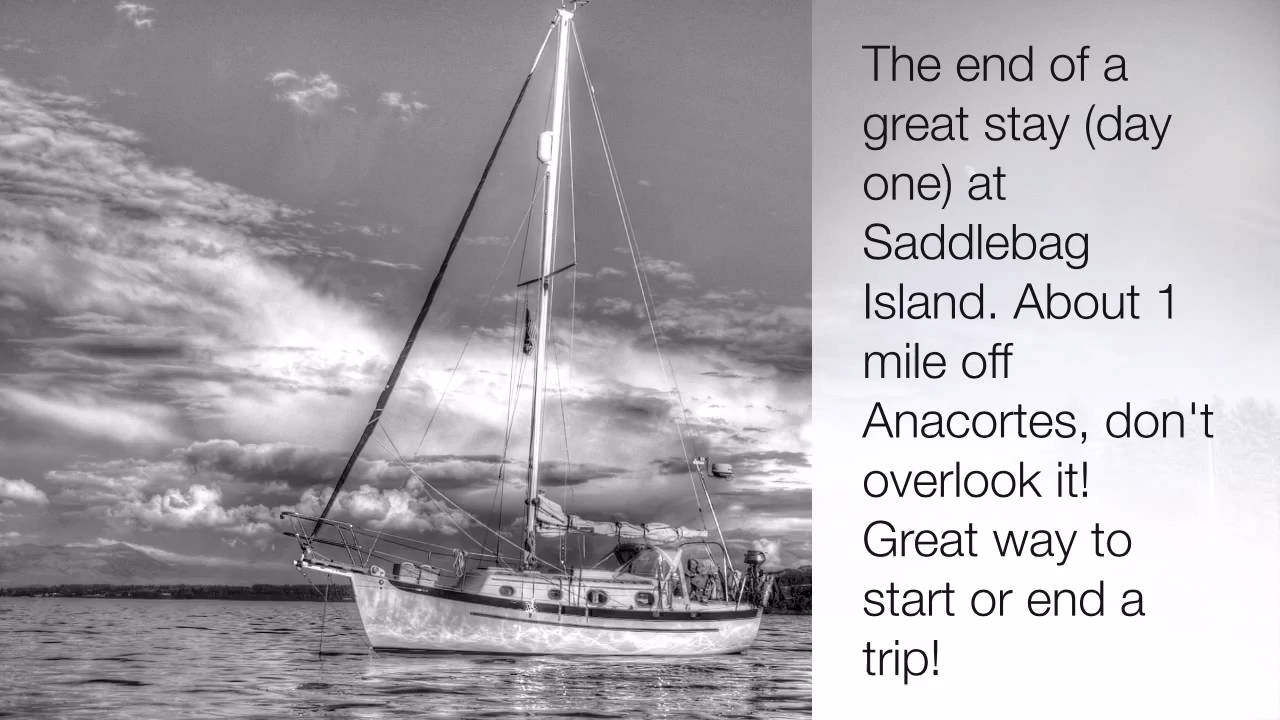 The end of a
great stay (day
one) at
Saddlebag
Island. About 1
mile off
Anacortes, don't
overlook it!
Great way to
start or end a
trip!